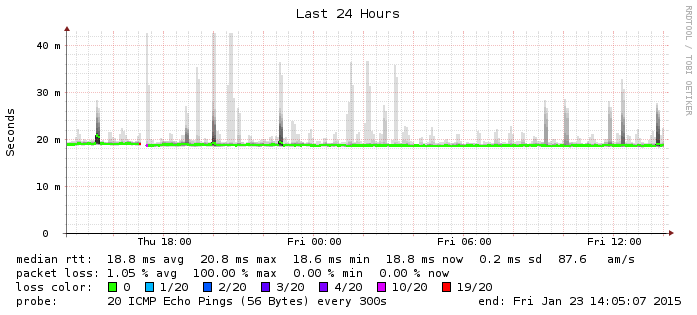 Last 24 Hours
RRDTOOL / TOBI OETIKER
Seconds
40 m
30 m
20 m
10 m
0
Thu 18:00 Fri 00:00 Fri 06:00 Fri 12:00
median rtt: 18.8 ms avg 20.8 ms max 18.6 ms min 18.8 ms now 0.2 ms sd 87.6 am/s
packet loss: 1.05 % avg 100.00 % max 0.00 % min 0.00 % now
loss color: 0 1/20 2/20 3/20 4/20 10/20 19/20
probe: 20 ICMP Echo Pings (56 Bytes) every 300s end: Fri Jan 23 14:05:07 2015